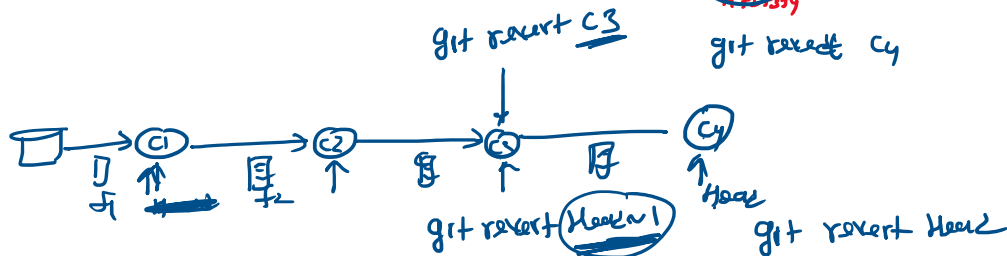 git revert C3
git revert C4
C1
C2
C3
C4
f1
f2
Head
git revert Head~1
git revert Head